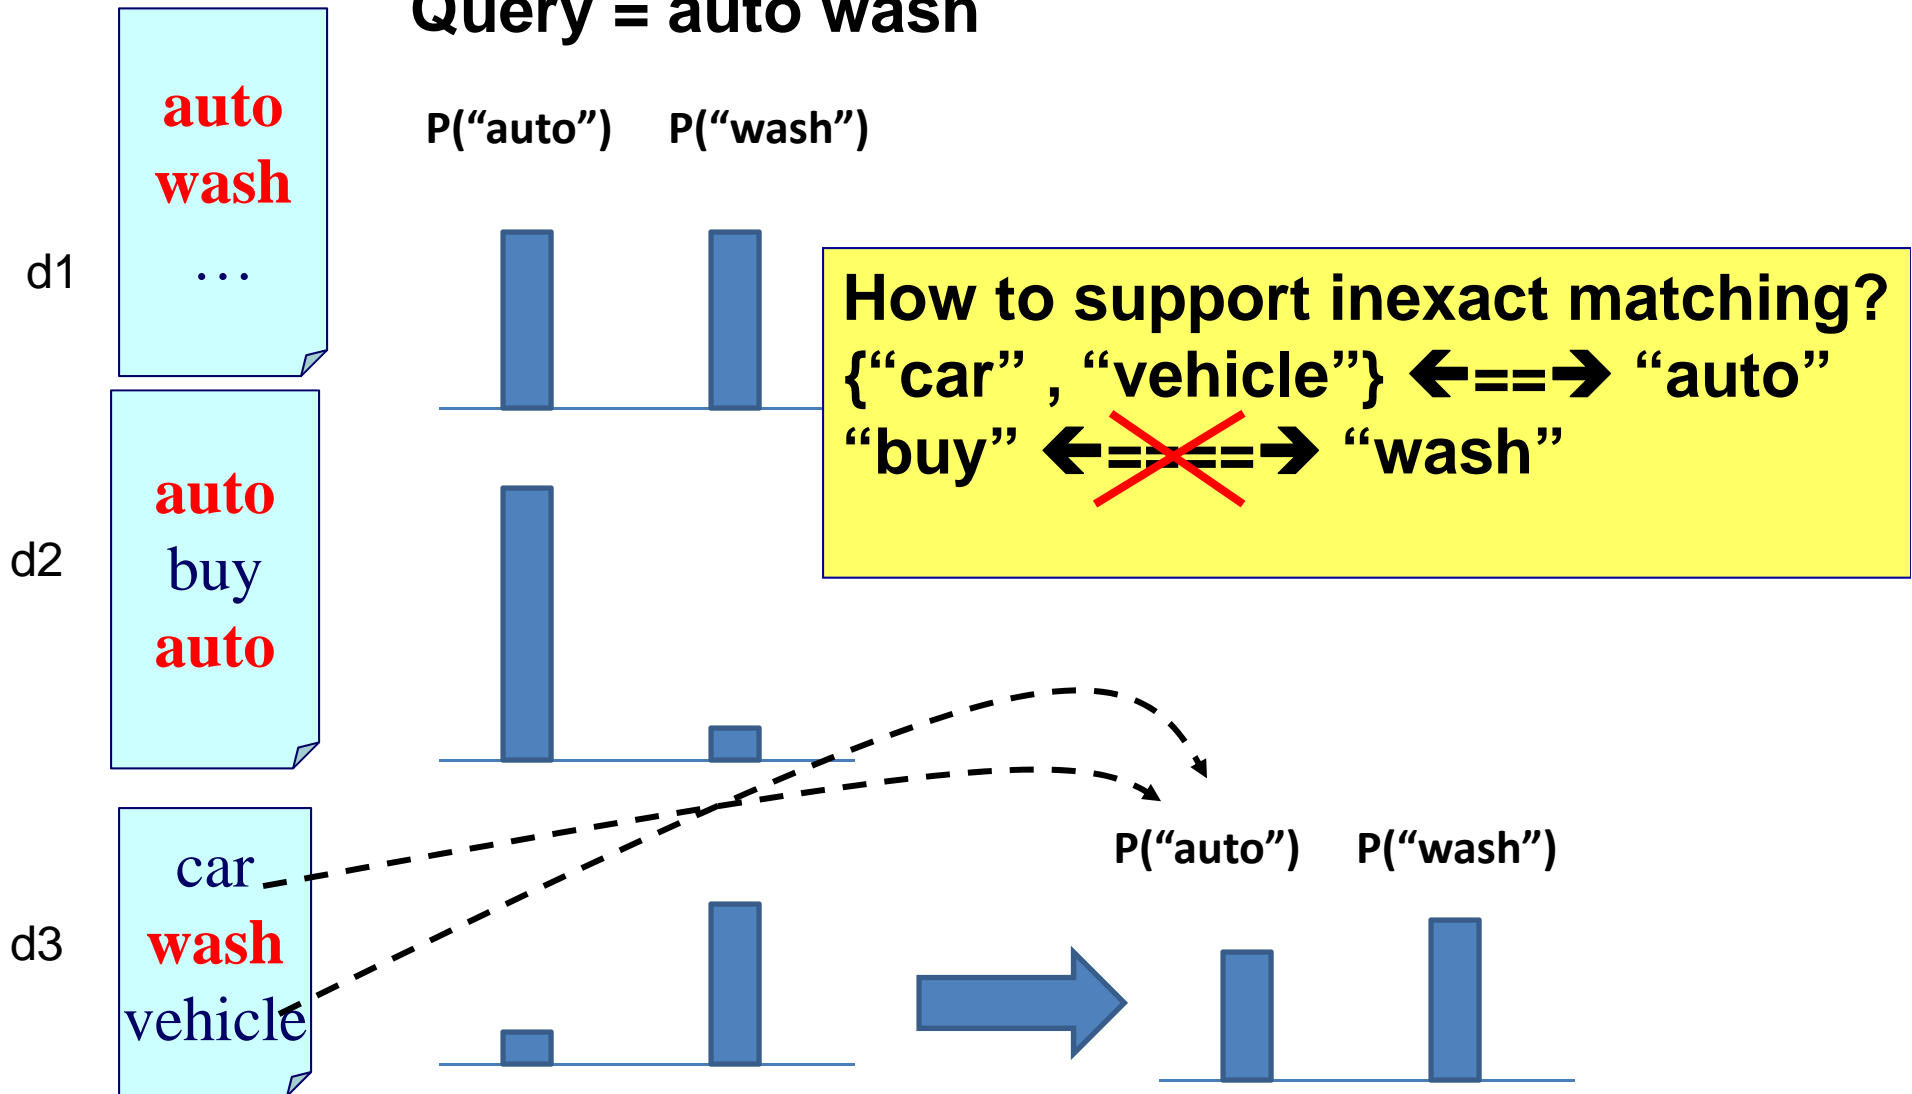 Query = auto wash
auto
wash
…
d1
P(“auto”) P(“wash”)
How to support inexact matching?
{“car” , “vehicle”} 🡸==🡺 “auto”
“buy” 🡸====🡺 “wash”
auto
buy
auto
d2
car
wash
vehicle
d3
P(“auto”) P(“wash”)